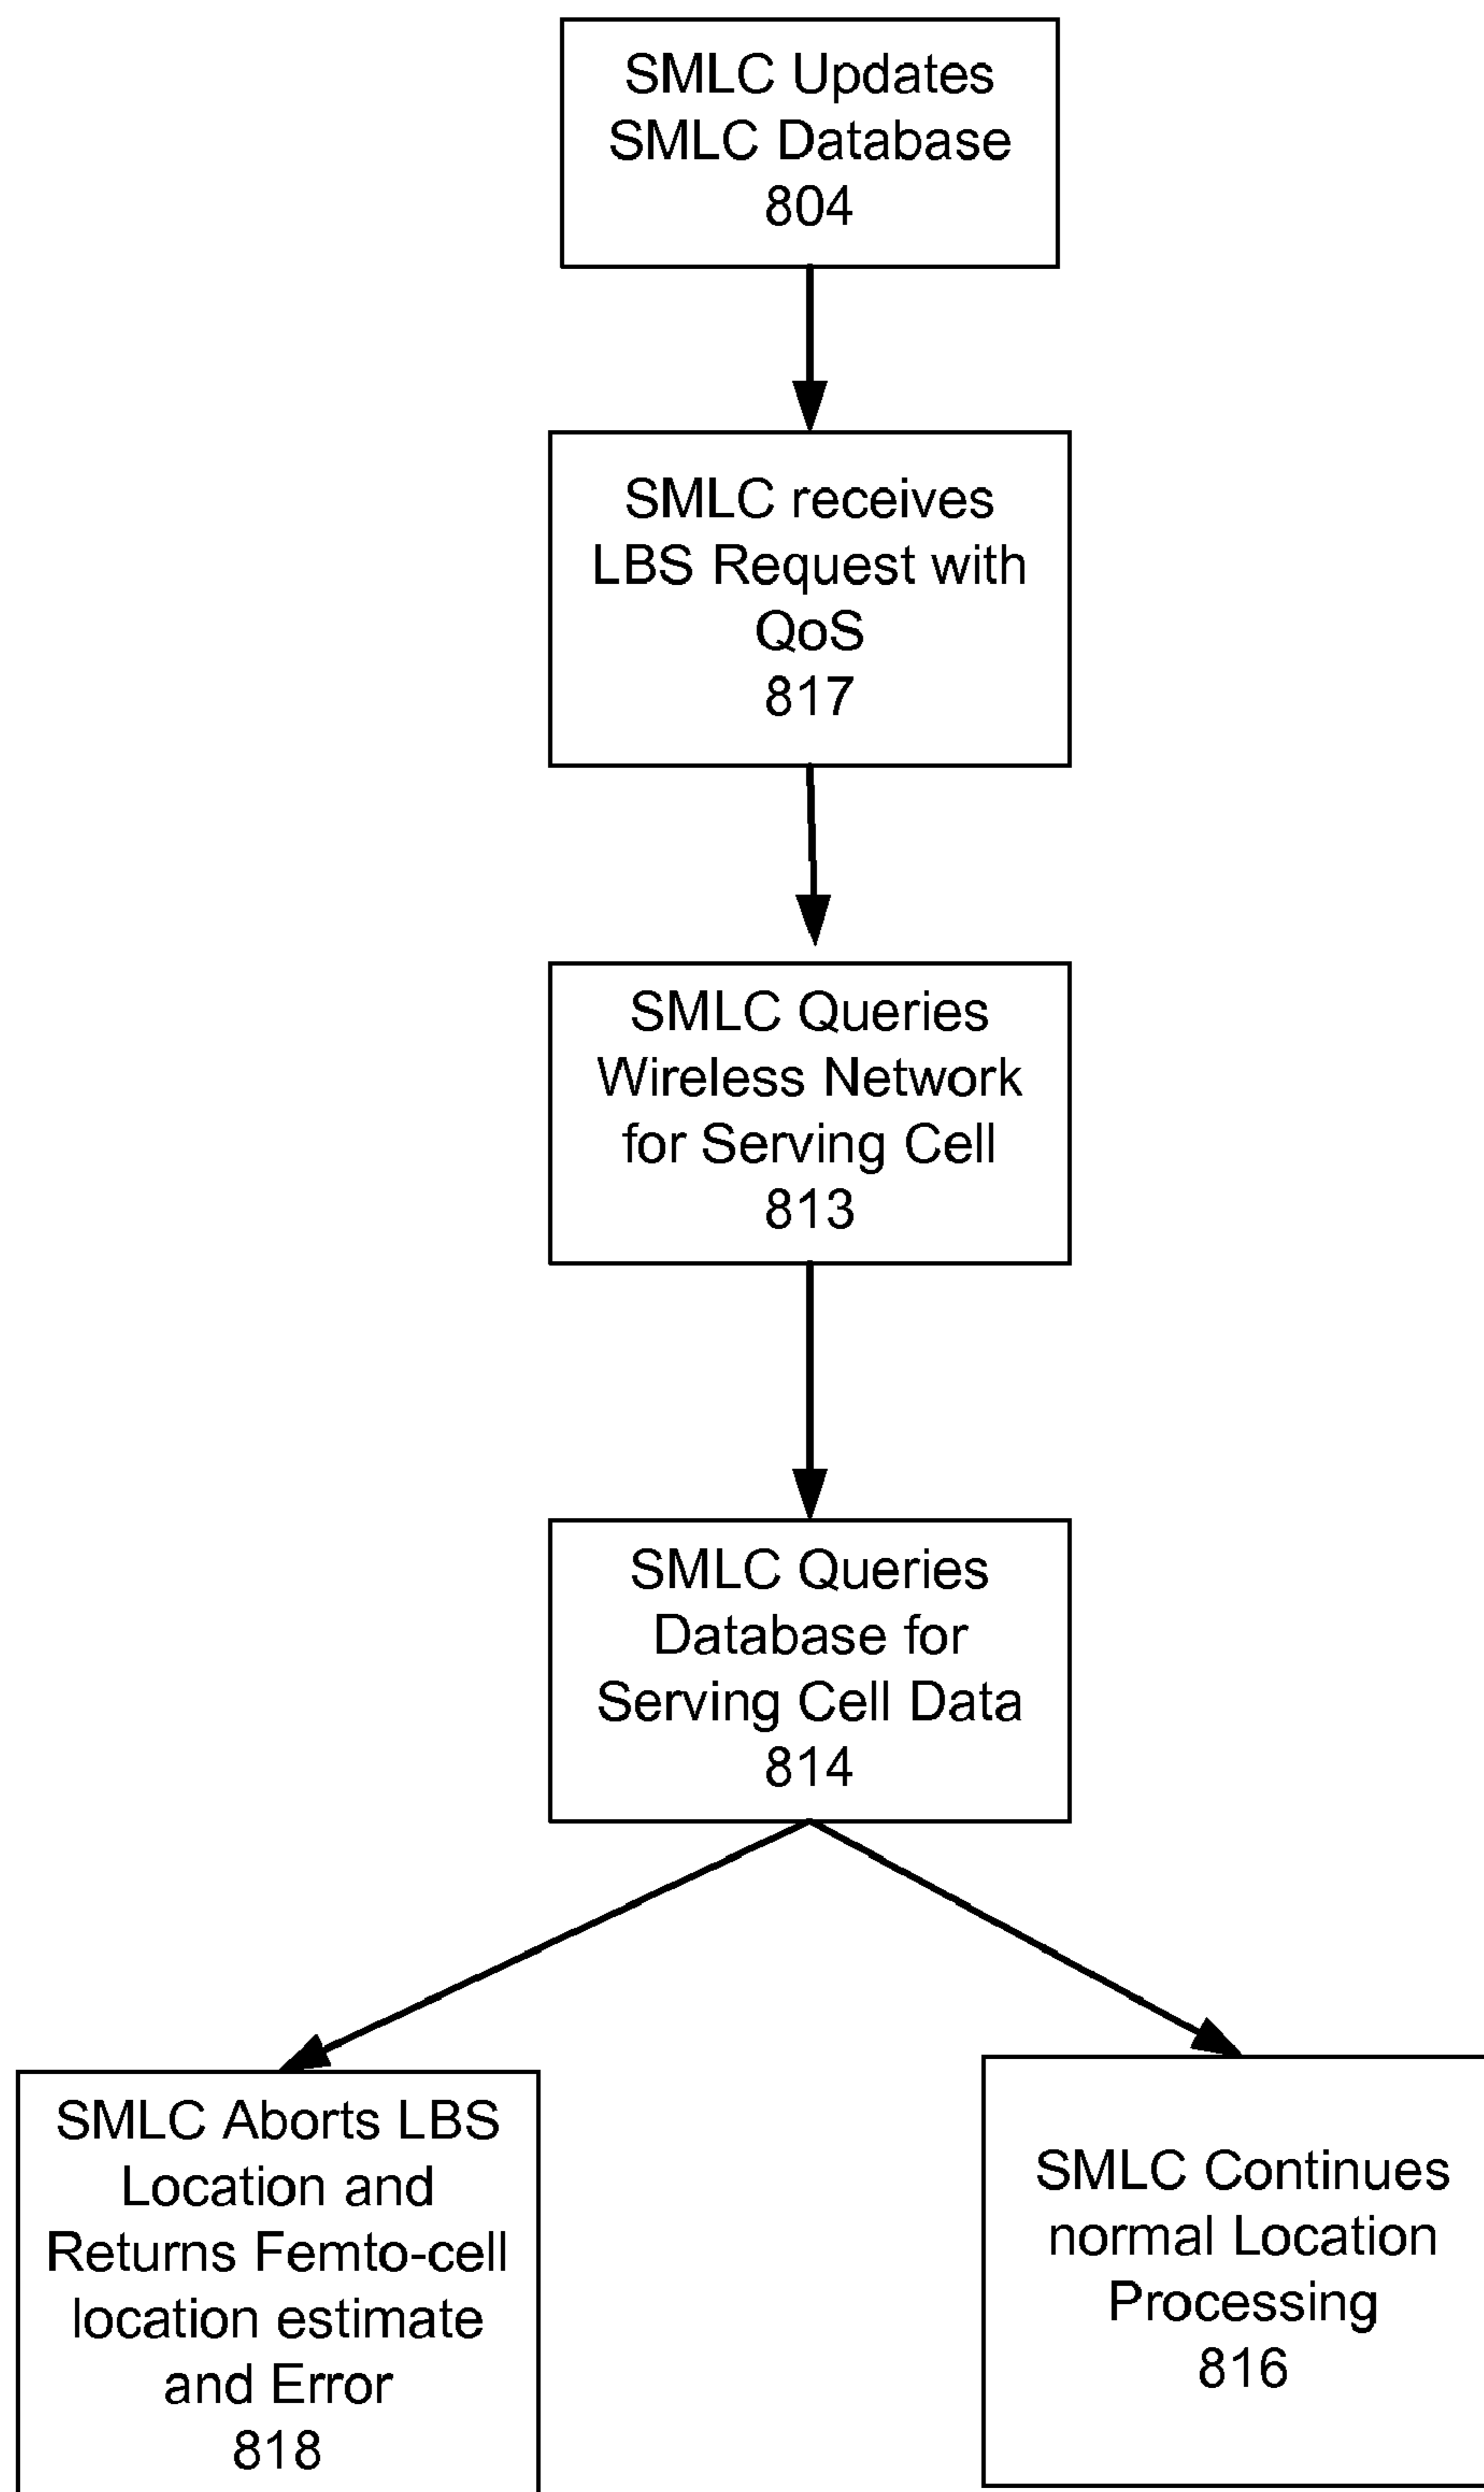 SMLC Updates
SMLC Database
804
SMLC receives
LBS Request with
QoS
817
SMLC Queries
Wireless Network
for Serving Cell
813
SMLC Queries
Database for
Serving Cell Data
814
SMLC Aborts LBS
Location and
Returns Femto-cell
location estimate
and Error
818
SMLC Continues
normal Location
Processing
816